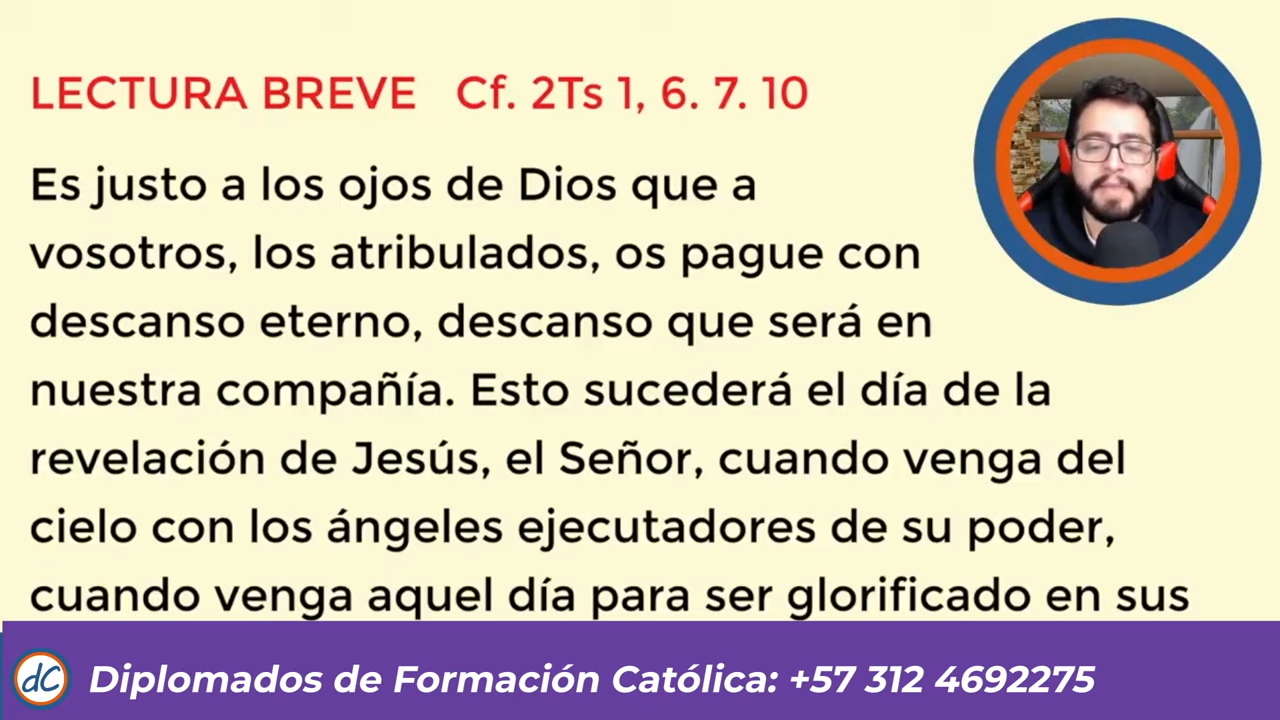 LECTURA BREVE Cf. 2Ts 1, 6. 7. 10
Es justo a los ojos de Dios que a
vosotros, los atribulados, os pague con
descanso eterno, descanso que será en
nuestra compañía. Esto sucederá el día de la
revelación de Jesús, el Señor, cuando venga del
cielo con los ángeles ejecutadores de su poder,
cuando venga aquel día para ser glorificado en sus
dC
Diplomados de Formación Católica: +57 312 4692275